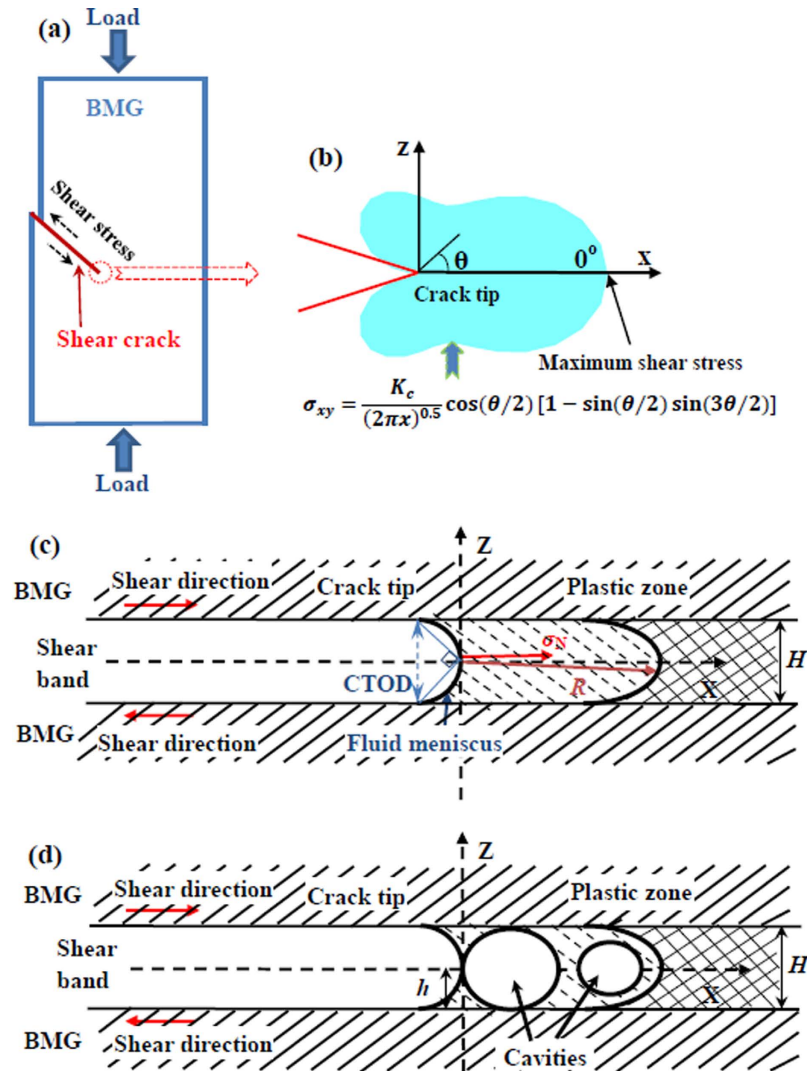 (a)
Load
BMG
Shear stress
Shear crack
Load
(b)
Z
θ
0°
X
Crack tip
Maximum shear stress
σxy = Kc/(2πx)^0.5 cos(θ/2) [1 − sin(θ/2) sin(3θ/2)]
(c)
Z
BMG
Shear direction
Crack tip
Plastic zone
Shear
band
CTOD
σN
R
X
H
BMG
Shear direction
Fluid meniscus
(d)
Z
BMG
Shear direction
Crack tip
Plastic zone
Shear
band
h
X
H
BMG
Shear direction
Cavities